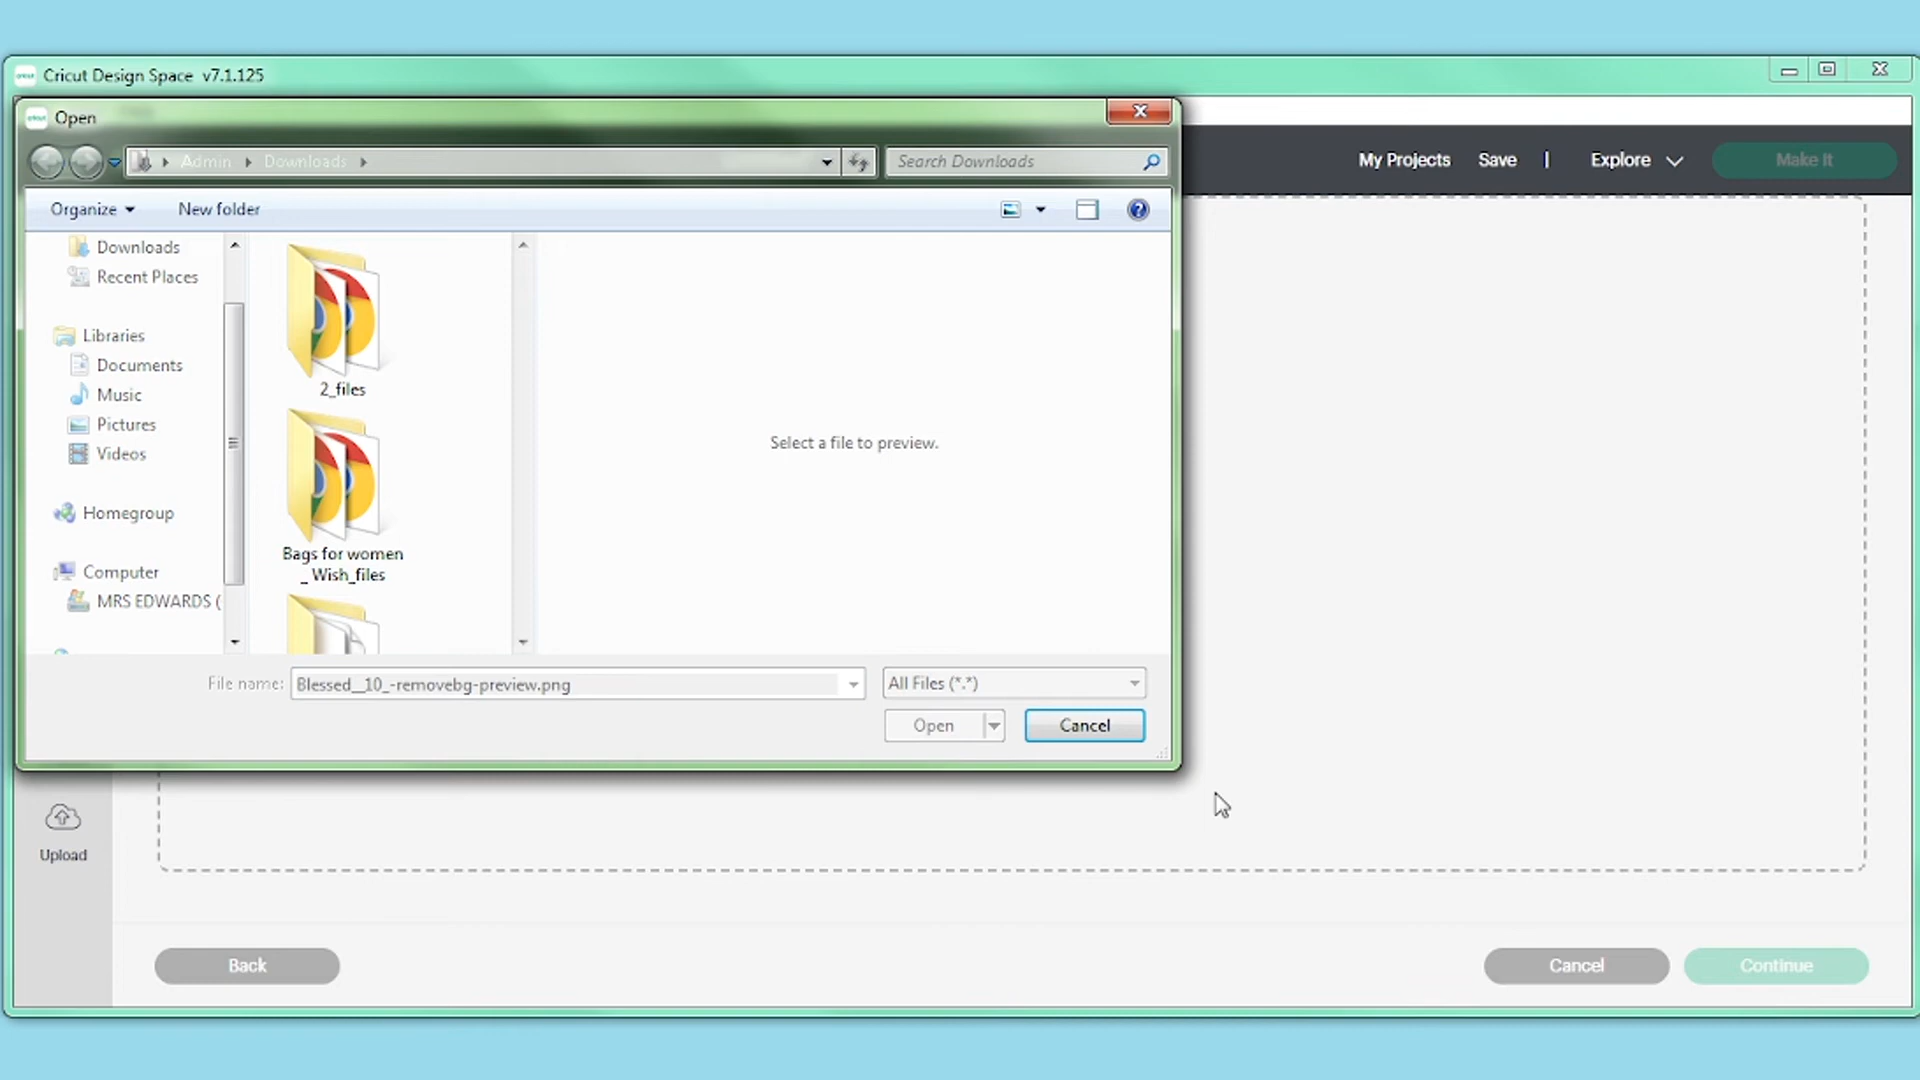 Cricut Design Space v7.1.125
Open
Admin Downloads
Search Downloads
My Projects Save | Explore Make It
Organize New folder
Downloads
Recent Places
Libraries
Documents
Music
Pictures
Videos
Homegroup
Computer
MRS EDWARDS (
2_files
Bags for women
_ Wish_files
Select a file to preview.
File name: Blessed__10_-removebg-preview.png
All Files (*.*)
Open Cancel
Upload
Back Cancel Continue